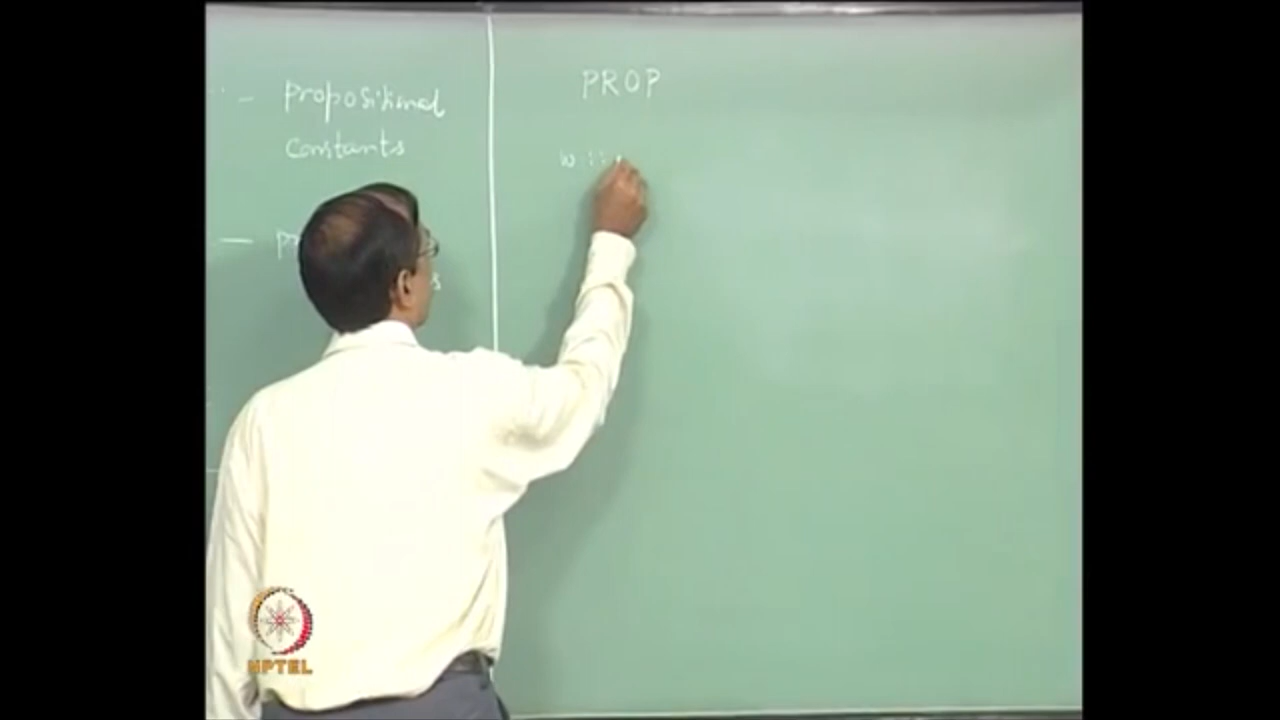 - Propositional
constants
—
PROP
w ::
NPTEL